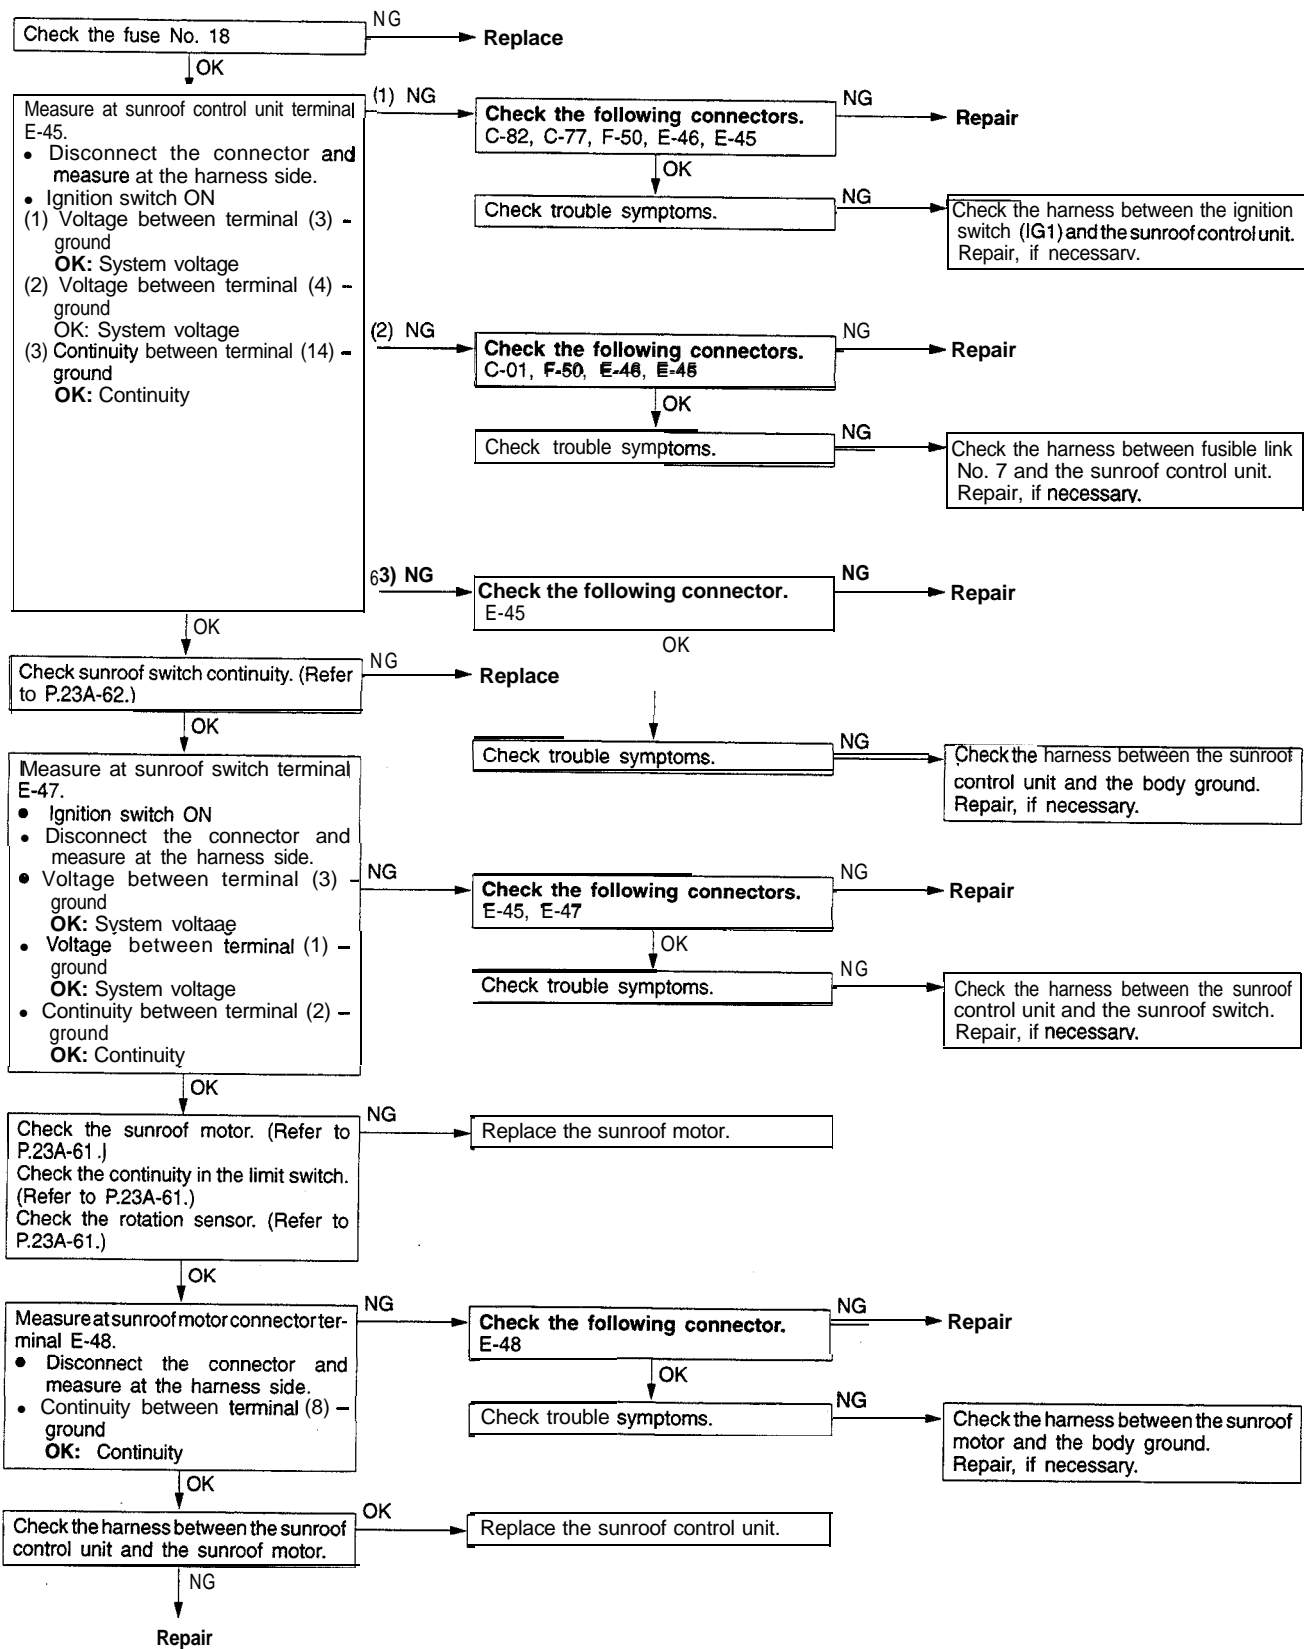 Check the fuse No. 18
NG
Replace
OK
Measure at sunroof control unit terminal
E-45.
• Disconnect the connector and
measure at the harness side.
• Ignition switch ON
(1) Voltage between terminal (3) –
ground
OK: System voltage
(2) Voltage between terminal (4) –
ground
OK: System voltage
(3) Continuity between terminal (14) –
ground
OK: Continuity
(1) NG
Check the following connectors.
C-82, C-77, F-50, E-46, E-45
NG
Repair
OK
Check trouble symptoms.
NG
Check the harness between the ignition
switch (IG1) and the sunroof control unit.
Repair, if necessary.
(2) NG
Check the following connectors.
C-01, F-50, E-46, E-45
NG
Repair
OK
Check trouble symptoms.
NG
Check the harness between fusible link
No. 7 and the sunroof control unit.
Repair, if necessary.
63) NG
Check the following connector.
E-45
NG
Repair
OK
OK
Check sunroof switch continuity. (Refer
to P.23A-62.)
NG
Replace
OK
Check trouble symptoms.
NG
Check the harness between the sunroof
control unit and the body ground.
Repair, if necessary.
Measure at sunroof switch terminal
E-47.
• Ignition switch ON
• Disconnect the connector and
measure at the harness side.
• Voltage between terminal (3) –
ground
OK: System voltaae
• Voltage between terminal (1) –
ground
OK: System voltage
• Continuity between terminal (2) –
ground
OK: Continuity
NG
Check the following connectors.
E-45, E-47
NG
Repair
OK
Check trouble symptoms.
NG
Check the harness between the sunroof
control unit and the sunroof switch.
Repair, if necessary.
OK
Check the sunroof motor. (Refer to
P.23A-61.)
Check the continuity in the limit switch.
(Refer to P.23A-61.)
Check the rotation sensor. (Refer to
P.23A-61.)
NG
Replace the sunroof motor.
OK
Measure at sunroof motor connector ter-
minal E-48.
• Disconnect the connector and
measure at the harness side.
• Continuity between terminal (8) –
ground
OK: Continuity
NG
Check the following connector.
E-48
NG
Repair
OK
Check trouble symptoms.
NG
Check the harness between the sunroof
motor and the body ground.
Repair, if necessary.
OK
Check the harness between the sunroof
control unit and the sunroof motor.
OK
Replace the sunroof control unit.
NG
Repair